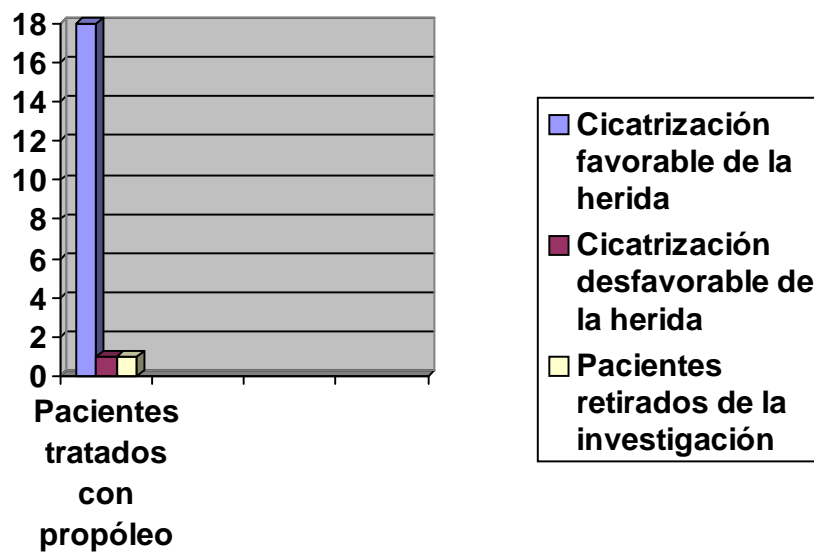 18
16
14
12
10
8
6
4
2
0
Pacientes
tratados
con
propóleo
Cicatrización
favorable de la
herida
Cicatrización
desfavorable de
la herida
Pacientes
retirados de la
investigación